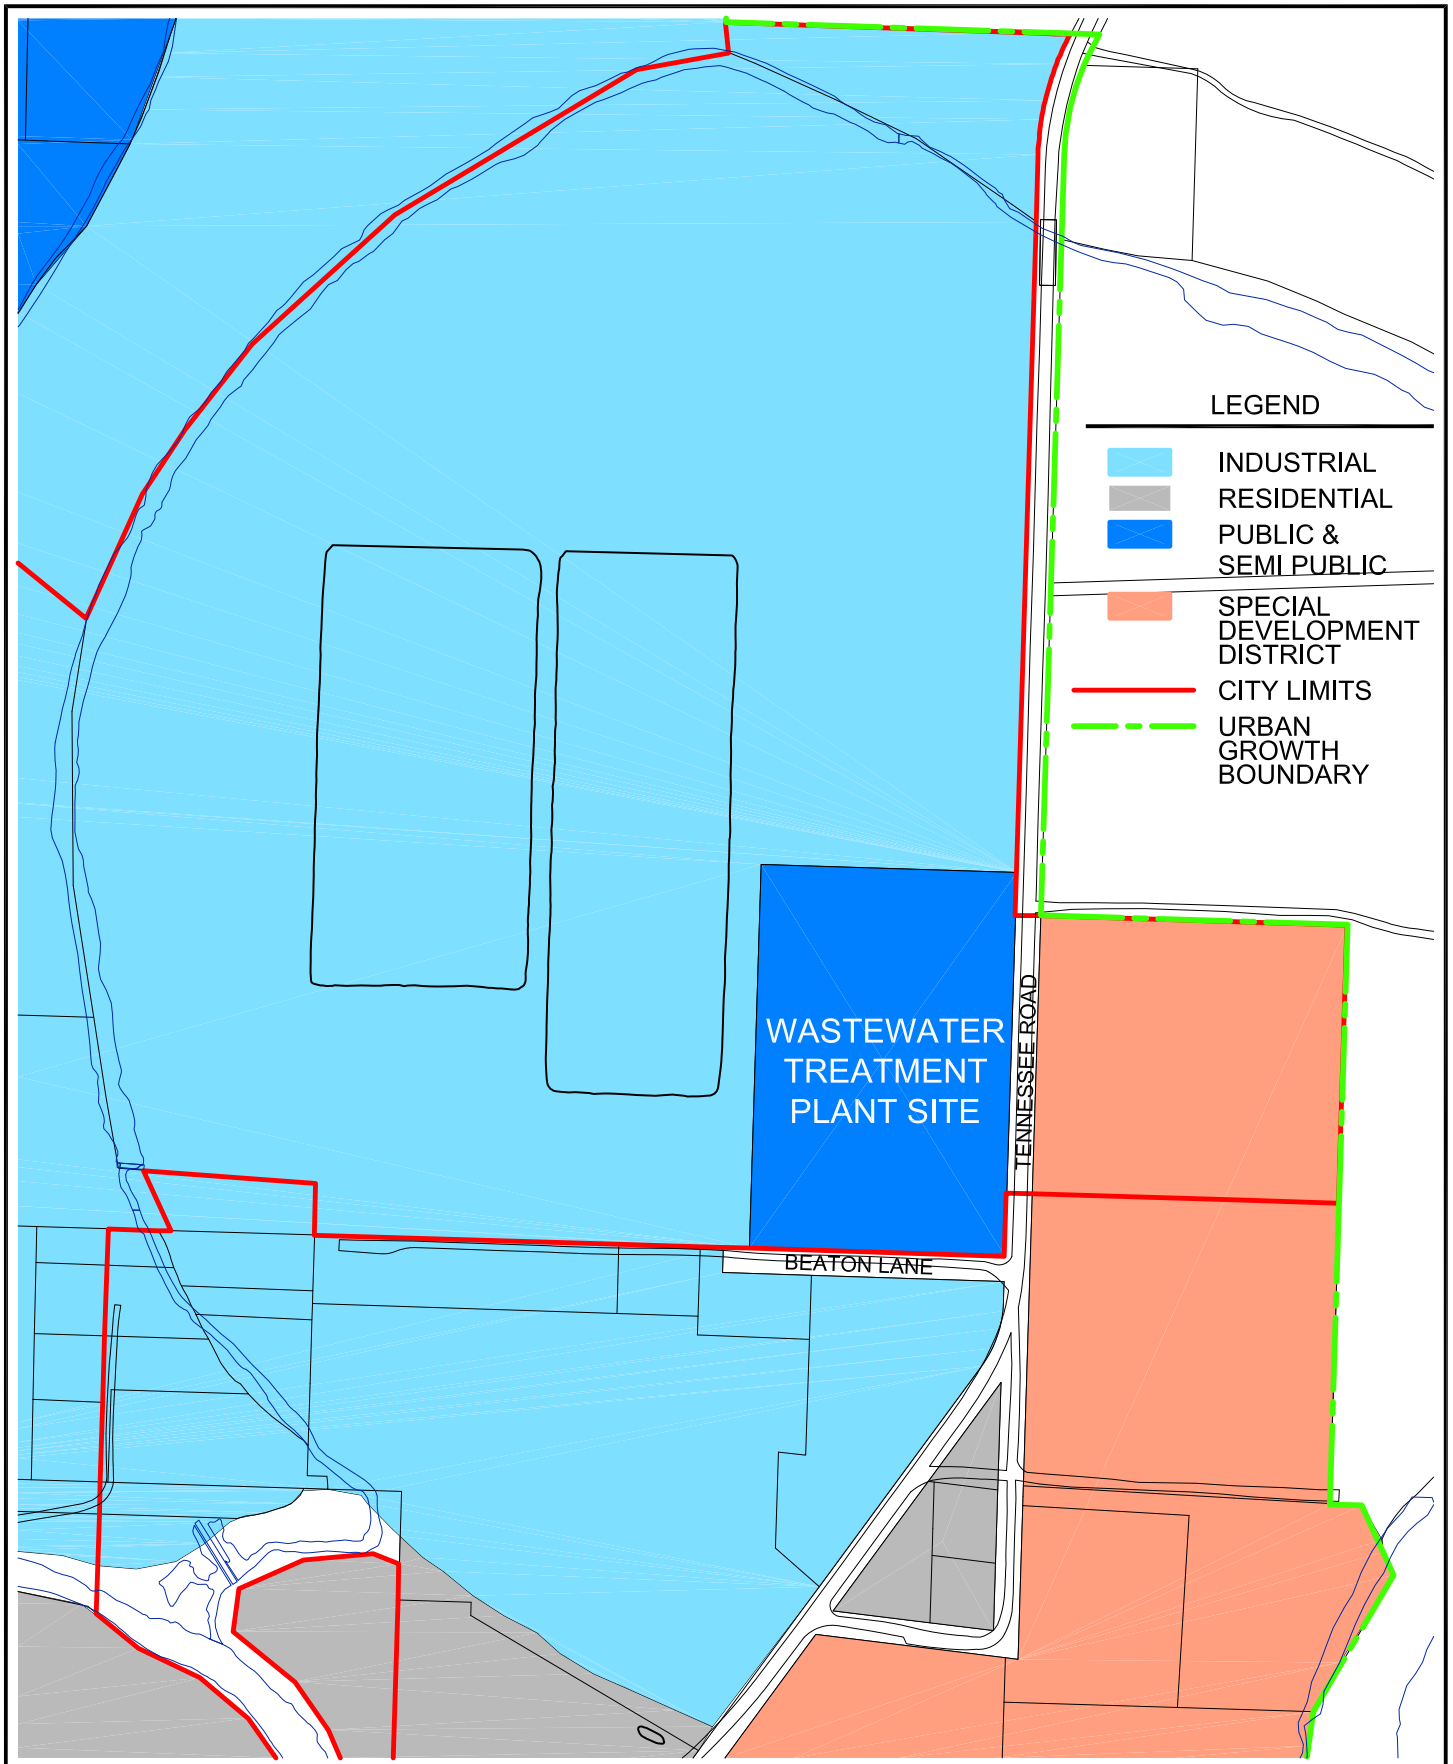 LEGEND
INDUSTRIAL
RESIDENTIAL
PUBLIC &
SEMI PUBLIC
SPECIAL
DEVELOPMENT
DISTRICT
CITY LIMITS
URBAN
GROWTH
BOUNDARY
WASTEWATER
TREATMENT
PLANT SITE
TENNESSEE ROAD
BEATON LANE